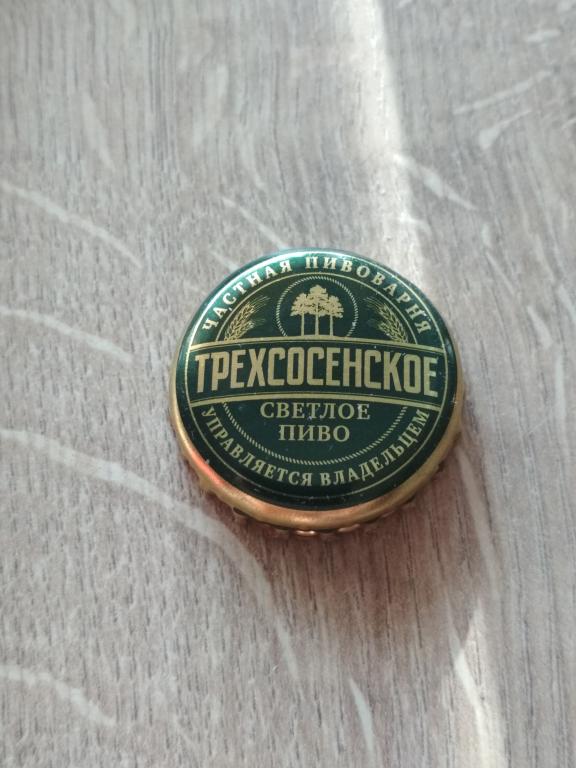 ЧАСТНАЯ ПИВОВАРНЯ
ТРЕХСОСЕНСКОЕ
СВЕТЛОЕ
ПИВО
УПРАВЛЯЕТСЯ ВЛАДЕЛЬЦЕМ